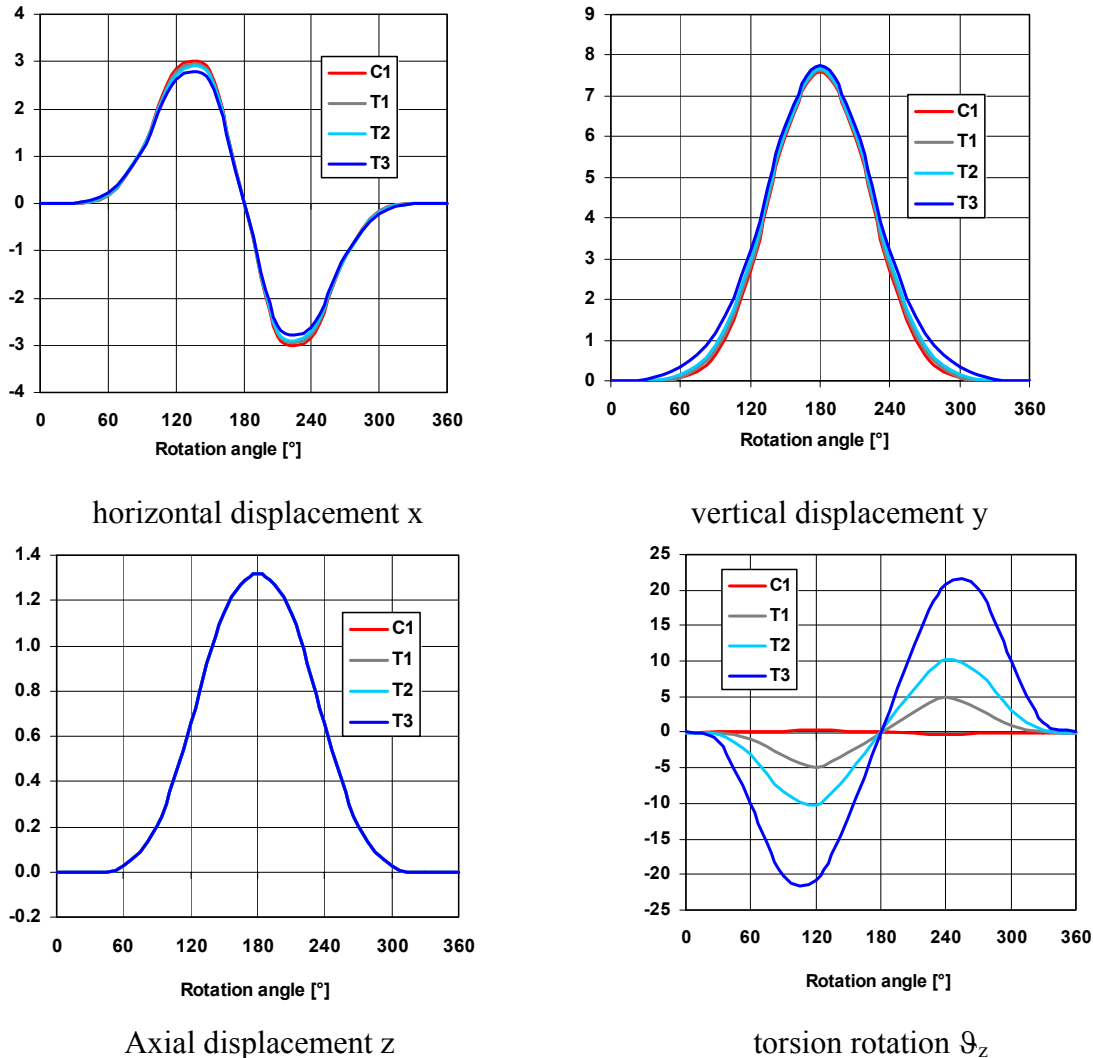 4
3
2
1
0
-1
-2
-3
-4
C1
T1
T2
T3
0 60 120 180 240 300 360
Rotation angle [°]
horizontal displacement x
9
8
7
6
5
4
3
2
1
0
C1
T1
T2
T3
0 60 120 180 240 300 360
Rotation angle [°]
vertical displacement y
1.4
1.2
1.0
0.8
0.6
0.4
0.2
0.0
-0.2
C1
T1
T2
T3
0 60 120 180 240 300 360
Rotation angle [°]
Axial displacement z
25
20
15
10
5
0
-5
-10
-15
-20
-25
C1
T1
T2
T3
0 60 120 180 240 300 360
Rotation angle [°]
torsion rotation ϑz